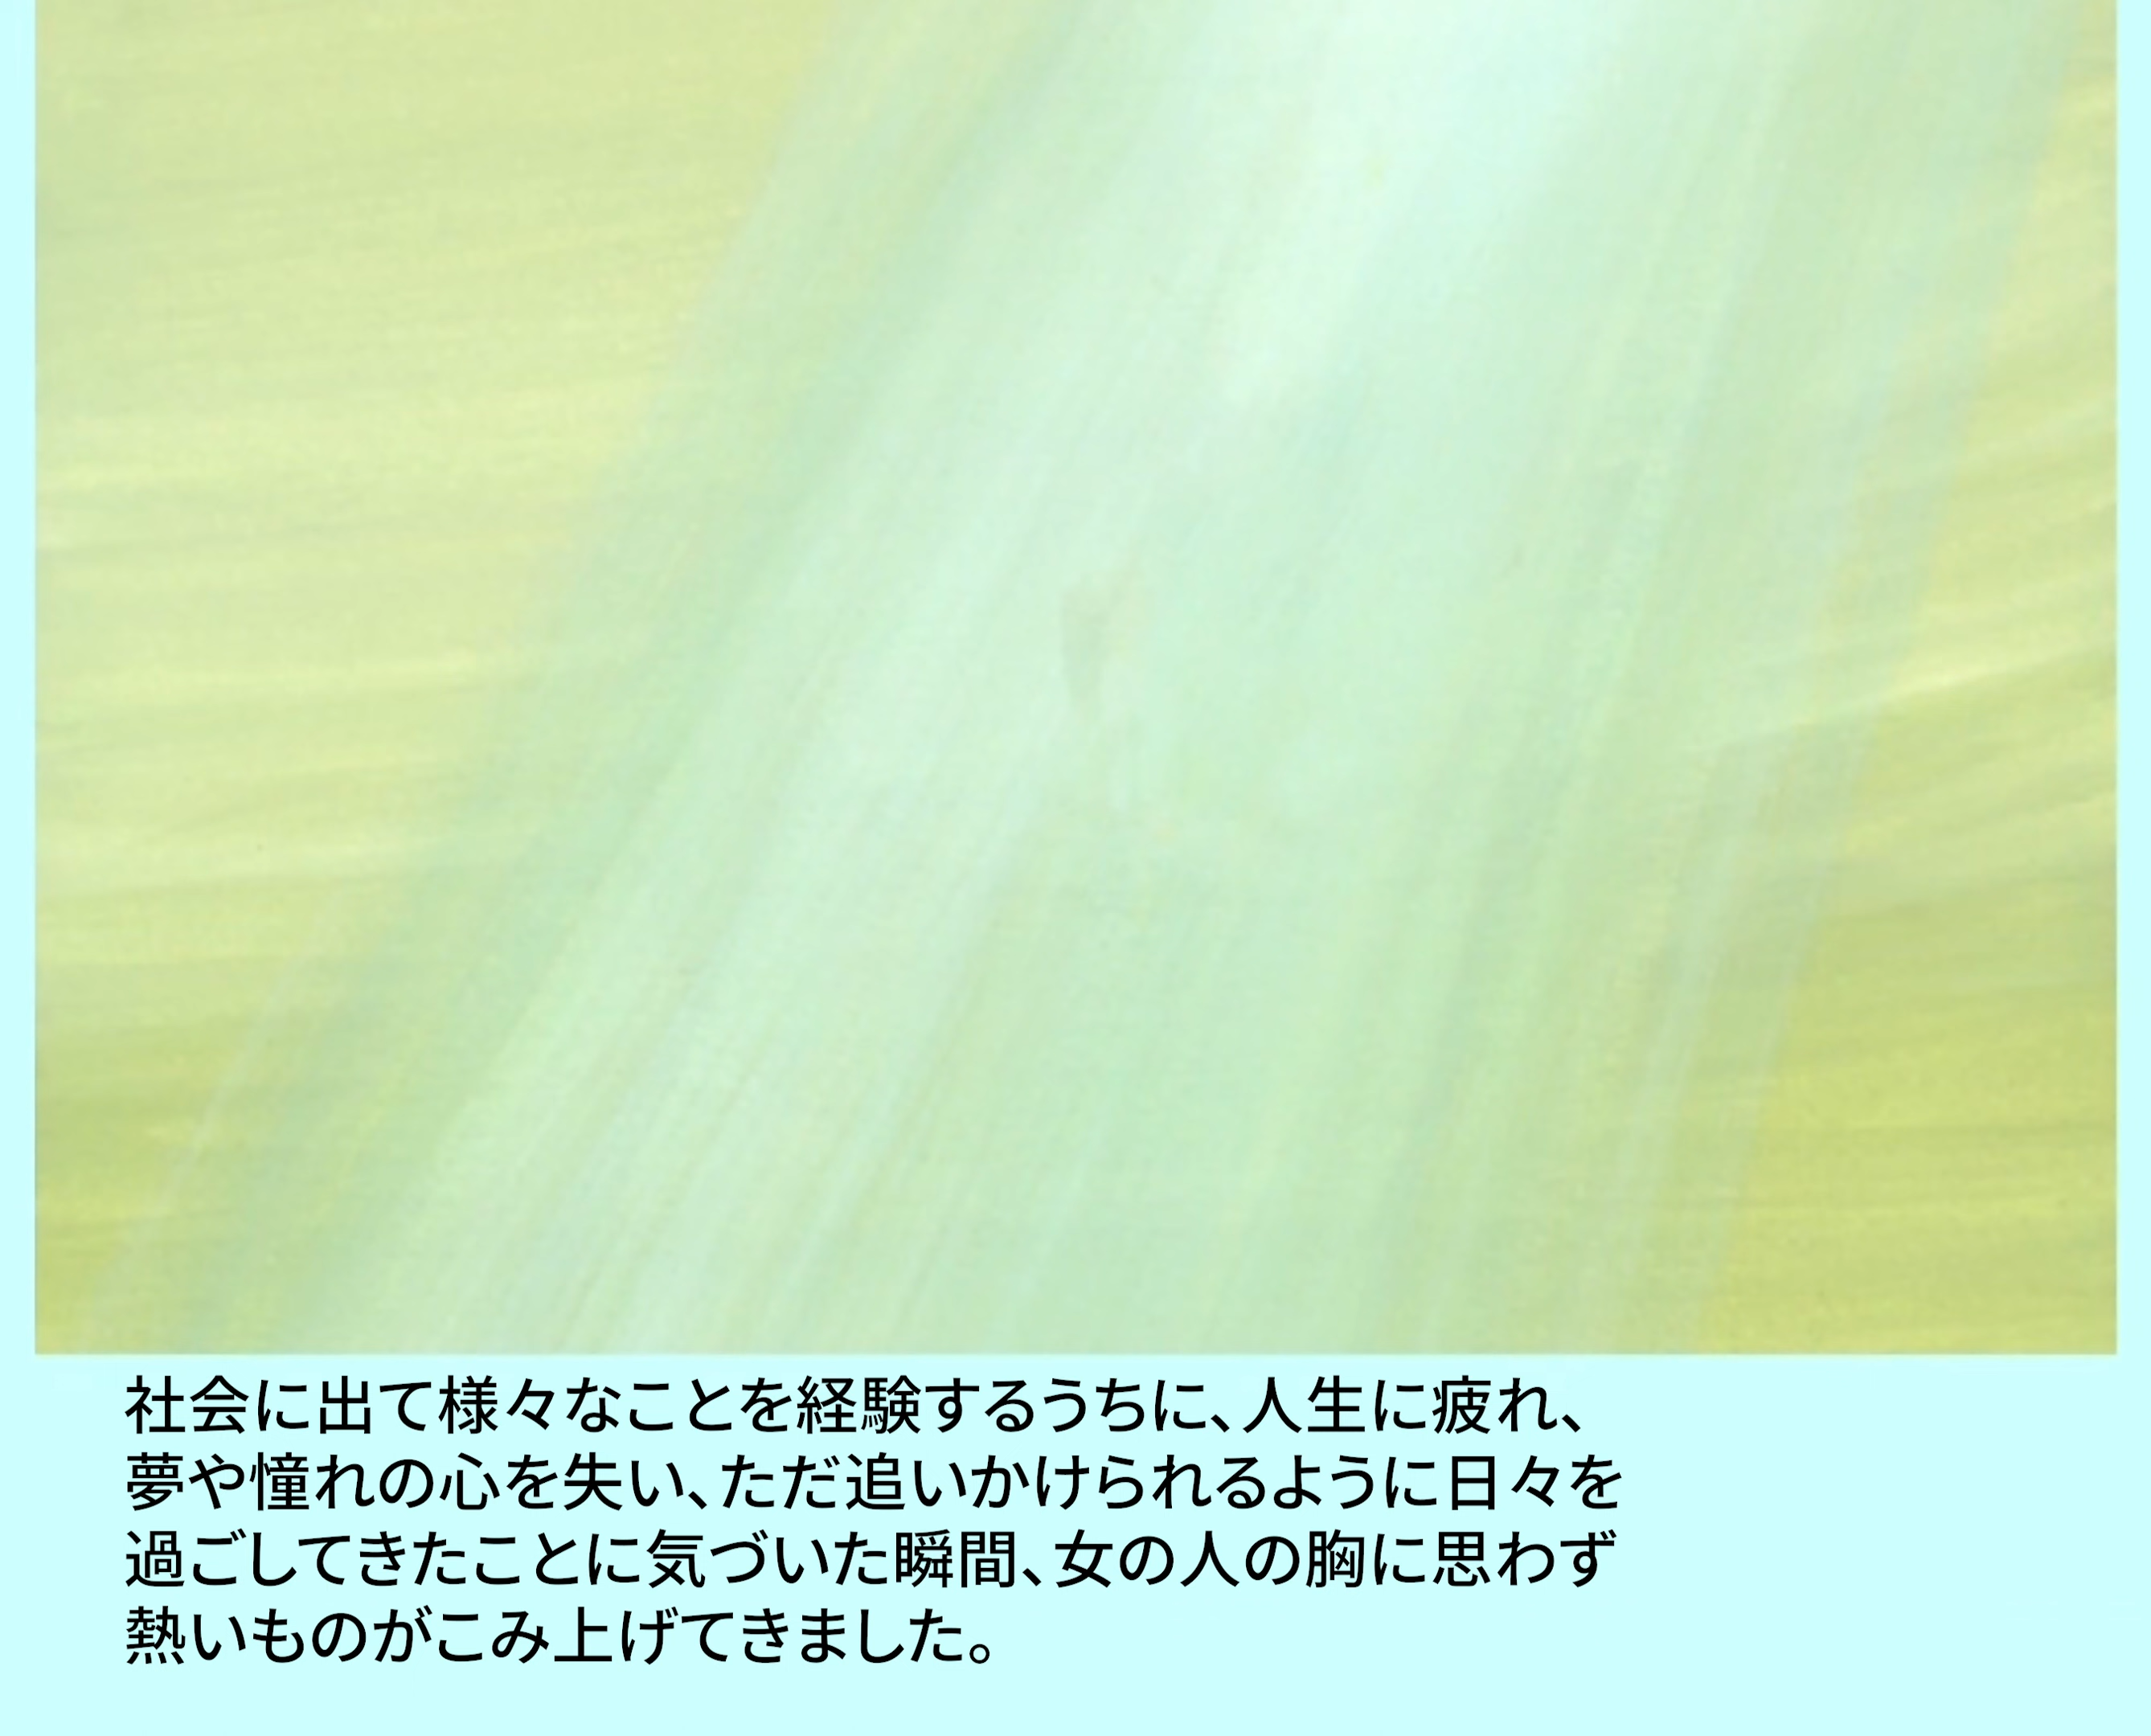 社会に出て様々なことを経験するうちに、人生に疲れ、
夢や憧れの心を失い、ただ追いかけられるように日々を
過ごしてきたことに気づいた瞬間、女の人の胸に思わず
熱いものがこみ上げてきました。